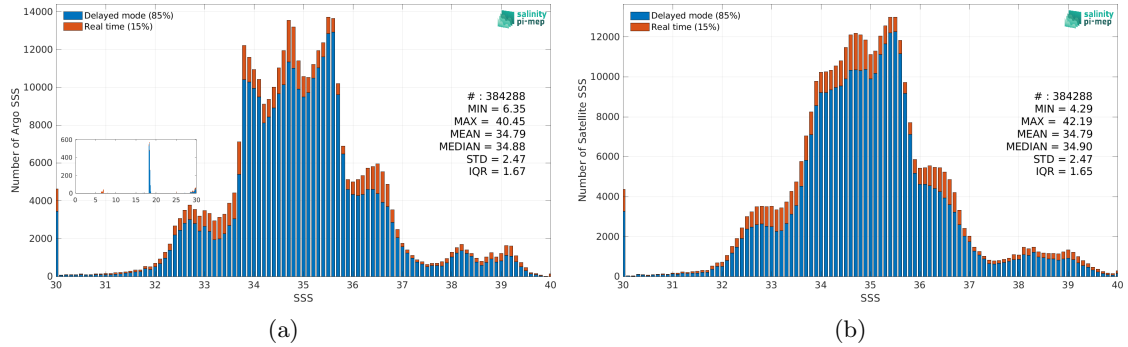 Delayed mode (85%)
Real time (15%)
salinity
pi-mep
14000
12000
10000
8000
6000
4000
2000
0
Number of Argo SSS
# : 384288
MIN = 6.35
MAX = 40.45
MEAN = 34.79
MEDIAN = 34.88
STD = 2.47
IQR = 1.67
600
400
200
0
0 5 10 15 20 25 30
30 31 32 33 34 35 36 37 38 39 40
SSS
(a)
Delayed mode (85%)
Real time (15%)
salinity
pi-mep
12000
10000
8000
6000
4000
2000
0
Number of Satellite SSS
# : 384288
MIN = 4.29
MAX = 42.19
MEAN = 34.79
MEDIAN = 34.90
STD = 2.47
IQR = 1.65
30 31 32 33 34 35 36 37 38 39 40
SSS
(b)